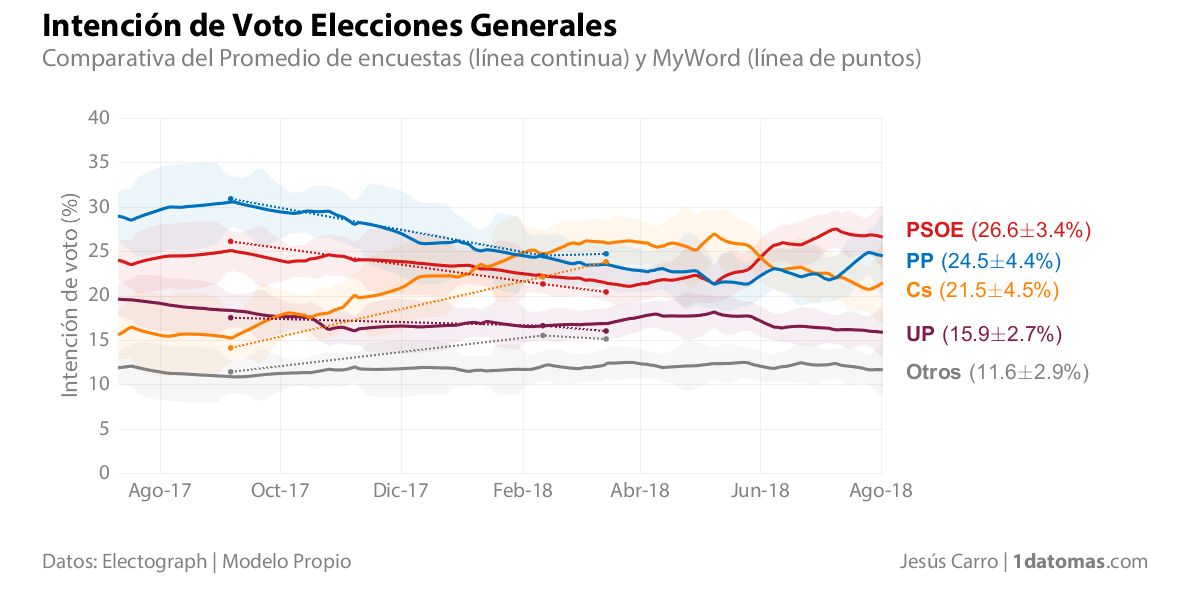 Intención de Voto Elecciones Generales
Comparativa del Promedio de encuestas (línea continua) y MyWord (línea de puntos)
Intención de voto (%)
40
35
30
25
20
15
10
5
0
Ago-17 Oct-17 Dic-17 Feb-18 Abr-18 Jun-18 Ago-18
PSOE (26.6±3.4%)
PP (24.5±4.4%)
Cs (21.5±4.5%)
UP (15.9±2.7%)
Otros (11.6±2.9%)
Datos: Electograph | Modelo Propio
Jesús Carro | 1datomas.com